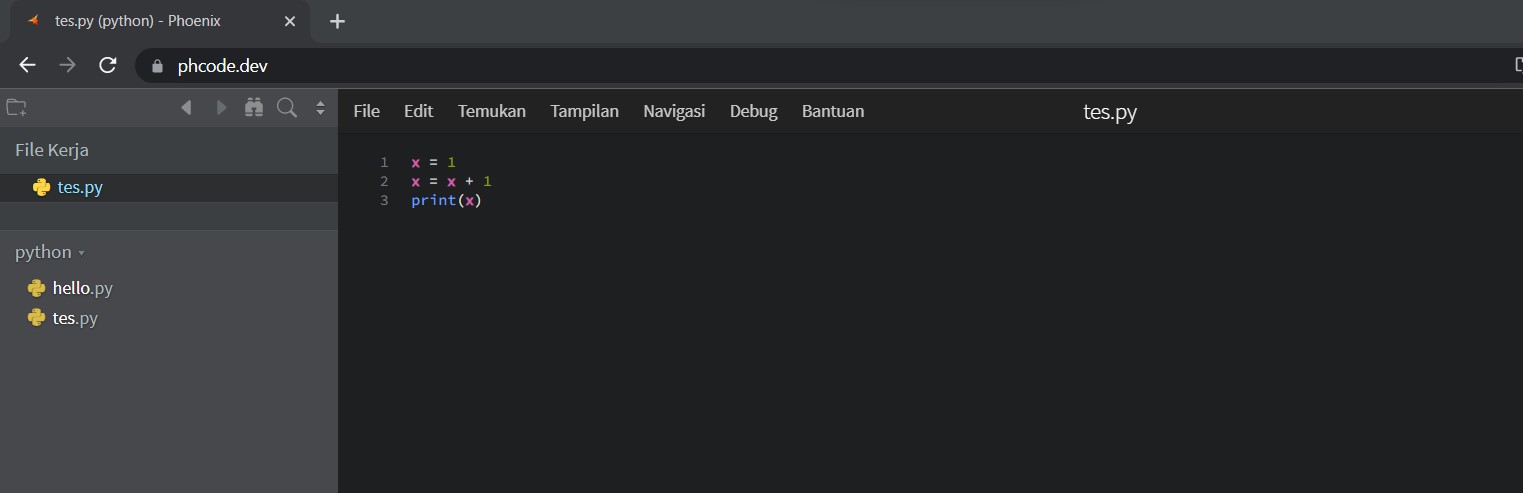 tes.py (python) - Phoenix
phcode.dev
File Edit Temukan Tampilan Navigasi Debug Bantuan tes.py
File Kerja
tes.py
python
hello.py
tes.py
1 x = 1
2 x = x + 1
3 print(x)